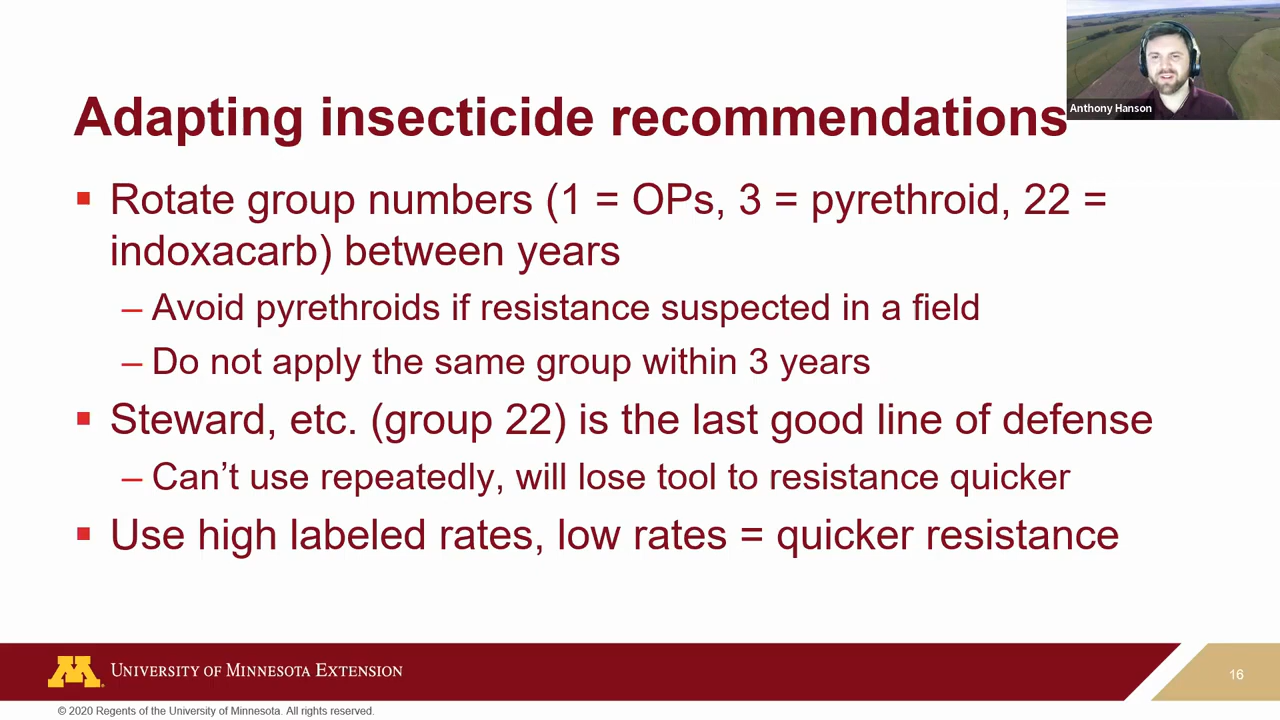 Adapting insecticide recommendations
Anthony Hanson
▪ Rotate group numbers (1 = OPs, 3 = pyrethroid, 22 =
indoxacarb) between years
– Avoid pyrethroids if resistance suspected in a field
– Do not apply the same group within 3 years
▪ Steward, etc. (group 22) is the last good line of defense
– Can’t use repeatedly, will lose tool to resistance quicker
▪ Use high labeled rates, low rates = quicker resistance
M UNIVERSITY OF MINNESOTA EXTENSION
16
© 2020 Regents of the University of Minnesota. All rights reserved.